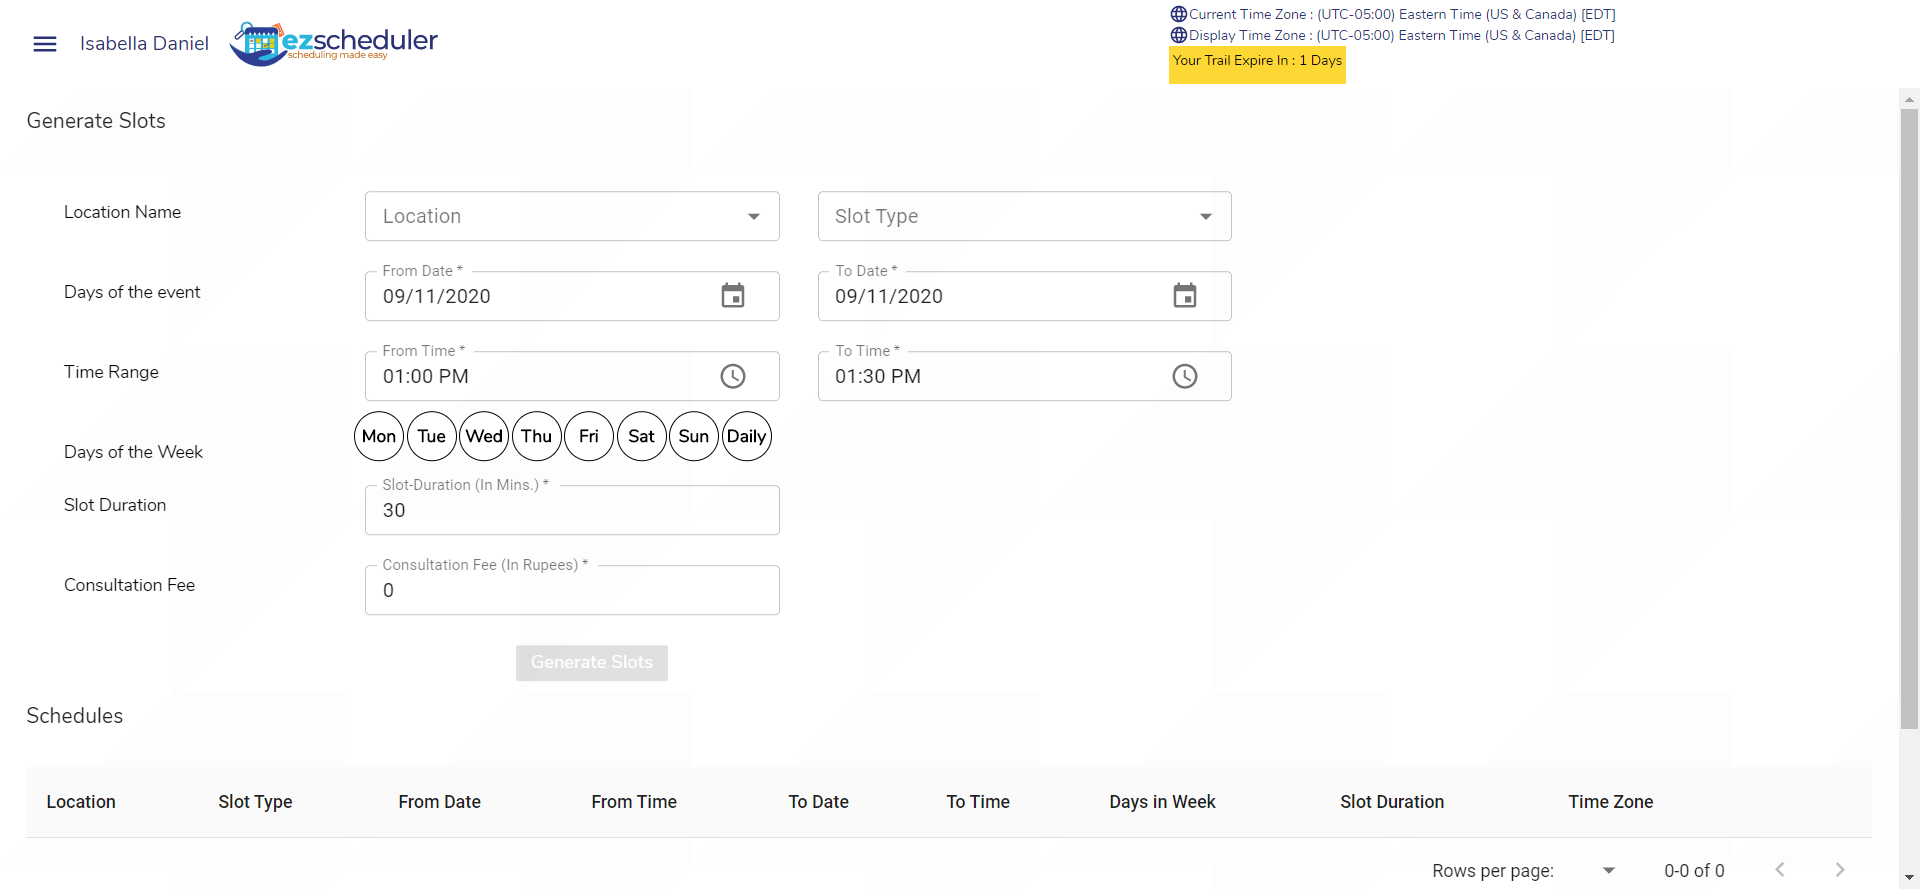 Isabella Daniel
ezscheduler
scheduling made easy
Current Time Zone : (UTC-05:00) Eastern Time (US & Canada) [EDT]
Display Time Zone : (UTC-05:00) Eastern Time (US & Canada) [EDT]
Your Trail Expire In : 1 Days
Generate Slots
Location Name
Location
Slot Type
Days of the event
From Date *
09/11/2020
To Date *
09/11/2020
Time Range
From Time *
01:00 PM
To Time *
01:30 PM
Days of the Week
Mon Tue Wed Thu Fri Sat Sun Daily
Slot Duration
Slot-Duration (In Mins.) *
30
Consultation Fee
Consultation Fee (In Rupees) *
0
Generate Slots
Schedules
Location Slot Type From Date From Time To Date To Time Days in Week Slot Duration Time Zone
Rows per page: 0-0 of 0